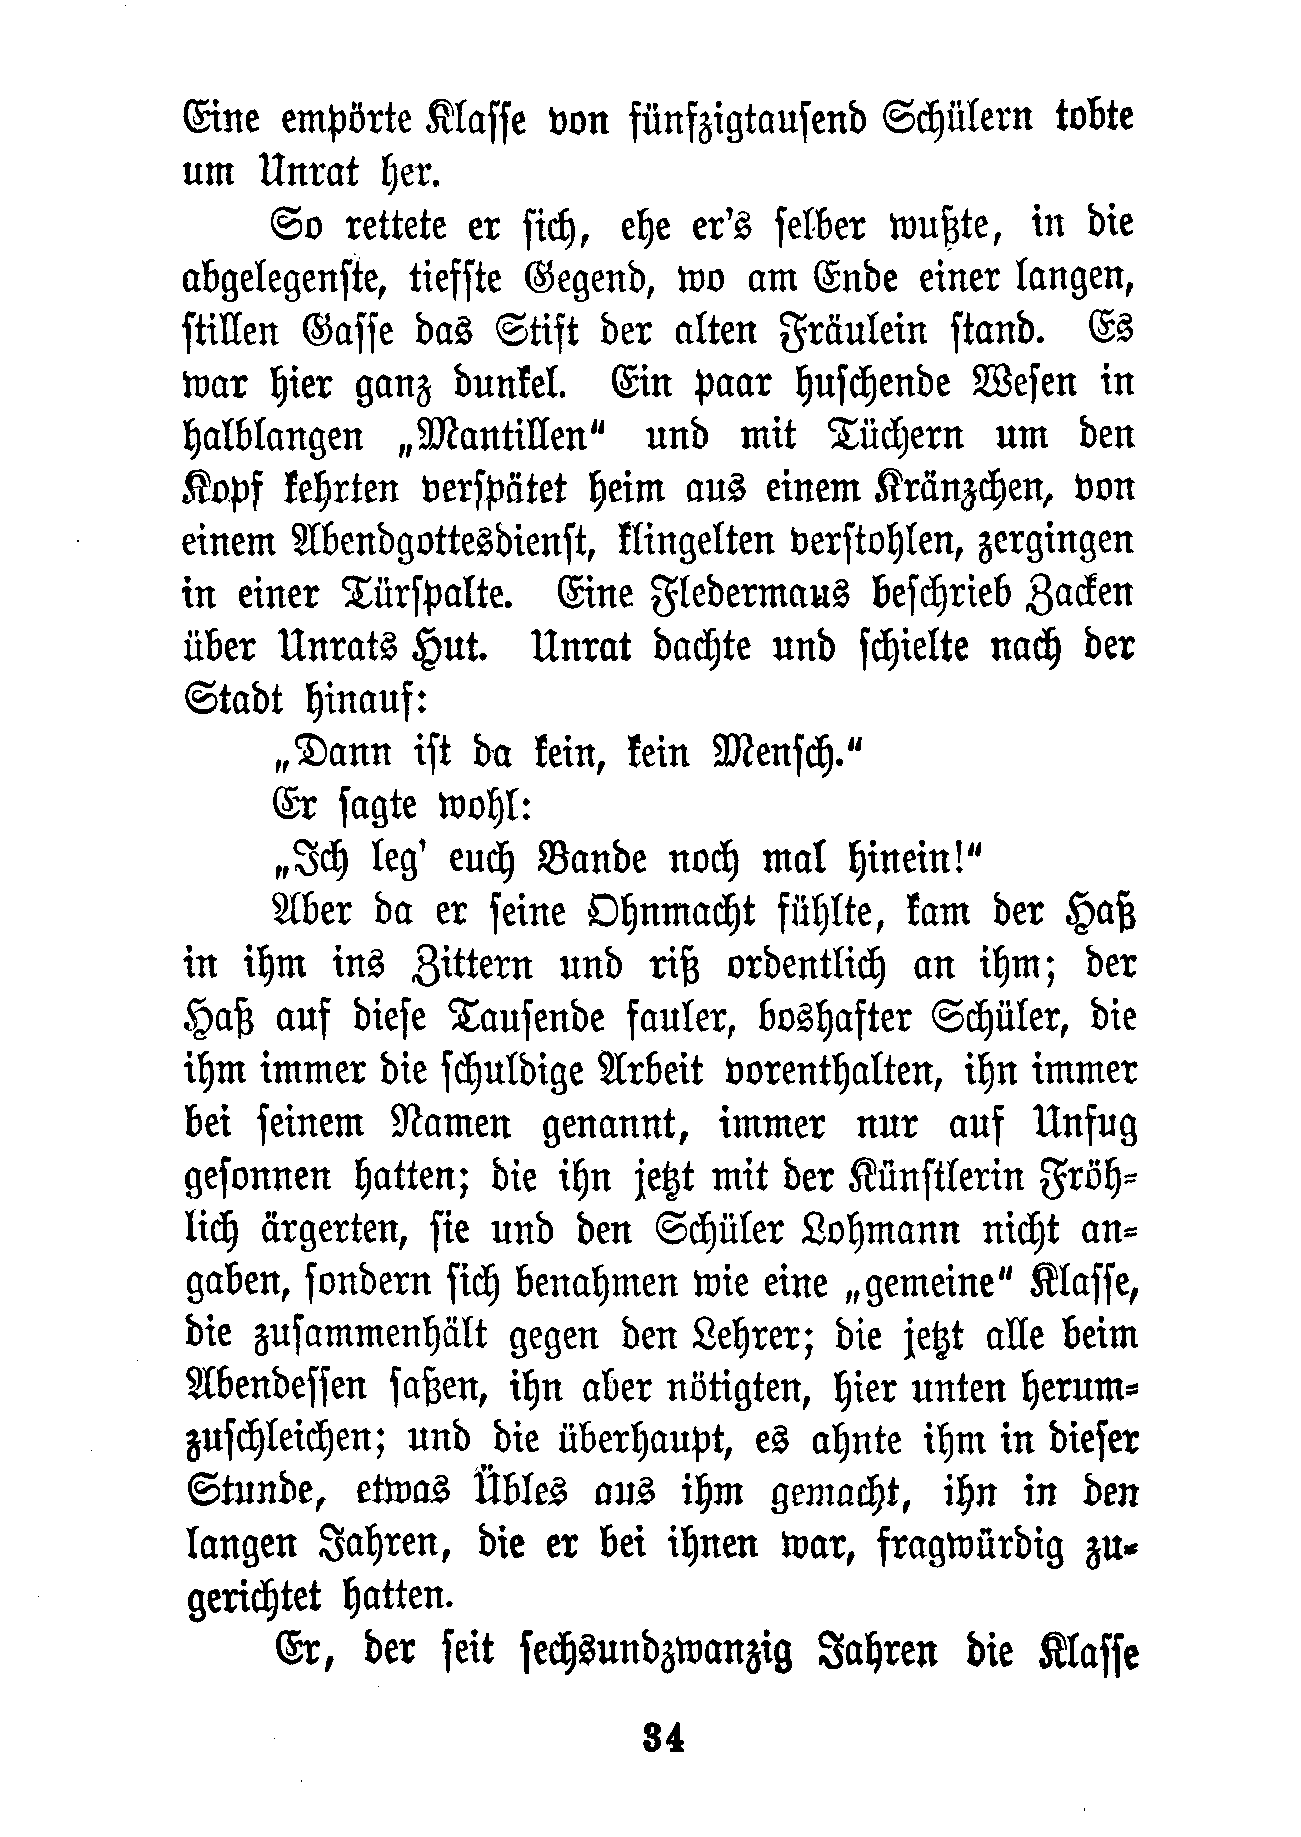 Eine empörte Klasse von fünfzigtausend Schülern tobte
um Unrat her.
So rettete er sich, ehe er's selber wußte, in die
abgelegenste, tiefste Gegend, wo am Ende einer langen,
stillen Gasse das Stift der alten Fräulein stand. Es
war hier ganz dunkel. Ein paar huschende Wesen in
halblangen „Mantillen“ und mit Tüchern um den
Kopf kehrten verspätet heim aus einem Kränzchen, von
einem Abendgottesdienst, klingelten verstohlen, zergingen
in einer Türspalte. Eine Fledermaus beschrieb Zacken
über Unrats Hut. Unrat dachte und schielte nach der
Stadt hinauf:
„Dann ist da kein, kein Mensch.“
Er sagte wohl:
„Ich leg' euch Bande noch mal hinein!“
Aber da er seine Ohnmacht fühlte, kam der Haß
in ihm ins Zittern und riß ordentlich an ihm; der
Haß auf diese Tausende fauler, boshafter Schüler, die
ihm immer die schuldige Arbeit vorenthalten, ihn immer
bei seinem Namen genannt, immer nur auf Unfug
gesonnen hatten; die ihn jetzt mit der Künstlerin Fröh-
lich ärgerten, sie und den Schüler Lohmann nicht an-
gaben, sondern sich benahmen wie eine „gemeine“ Klasse,
die zusammenhält gegen den Lehrer; die jetzt alle beim
Abendessen saßen, ihn aber nötigten, hier unten herum-
zuschleichen; und die überhaupt, es ahnte ihm in dieser
Stunde, etwas Übles aus ihm gemacht, ihn in den
langen Jahren, die er bei ihnen war, fragwürdig zu-
gerichtet hatten.
Er, der seit sechsundzwanzig Jahren die Klasse
34